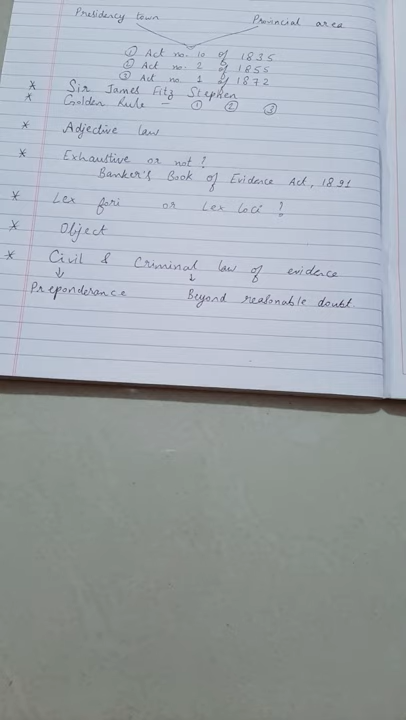 Presidency town Provincial area
① Act no. 10 of 1835
② Act no. 2 of 1855
③ Act no. 1 of 1872
* Sir James Fitz Stephen
* Golden Rule - ① ② ③
* Adjective law
* Exhaustive or not?
Banker's Book of Evidence Act, 1891
* Lex fori or Lex loci?
* Object
* Civil & Criminal law of evidence
↓ ↓
Preponderance Beyond reasonable doubt.